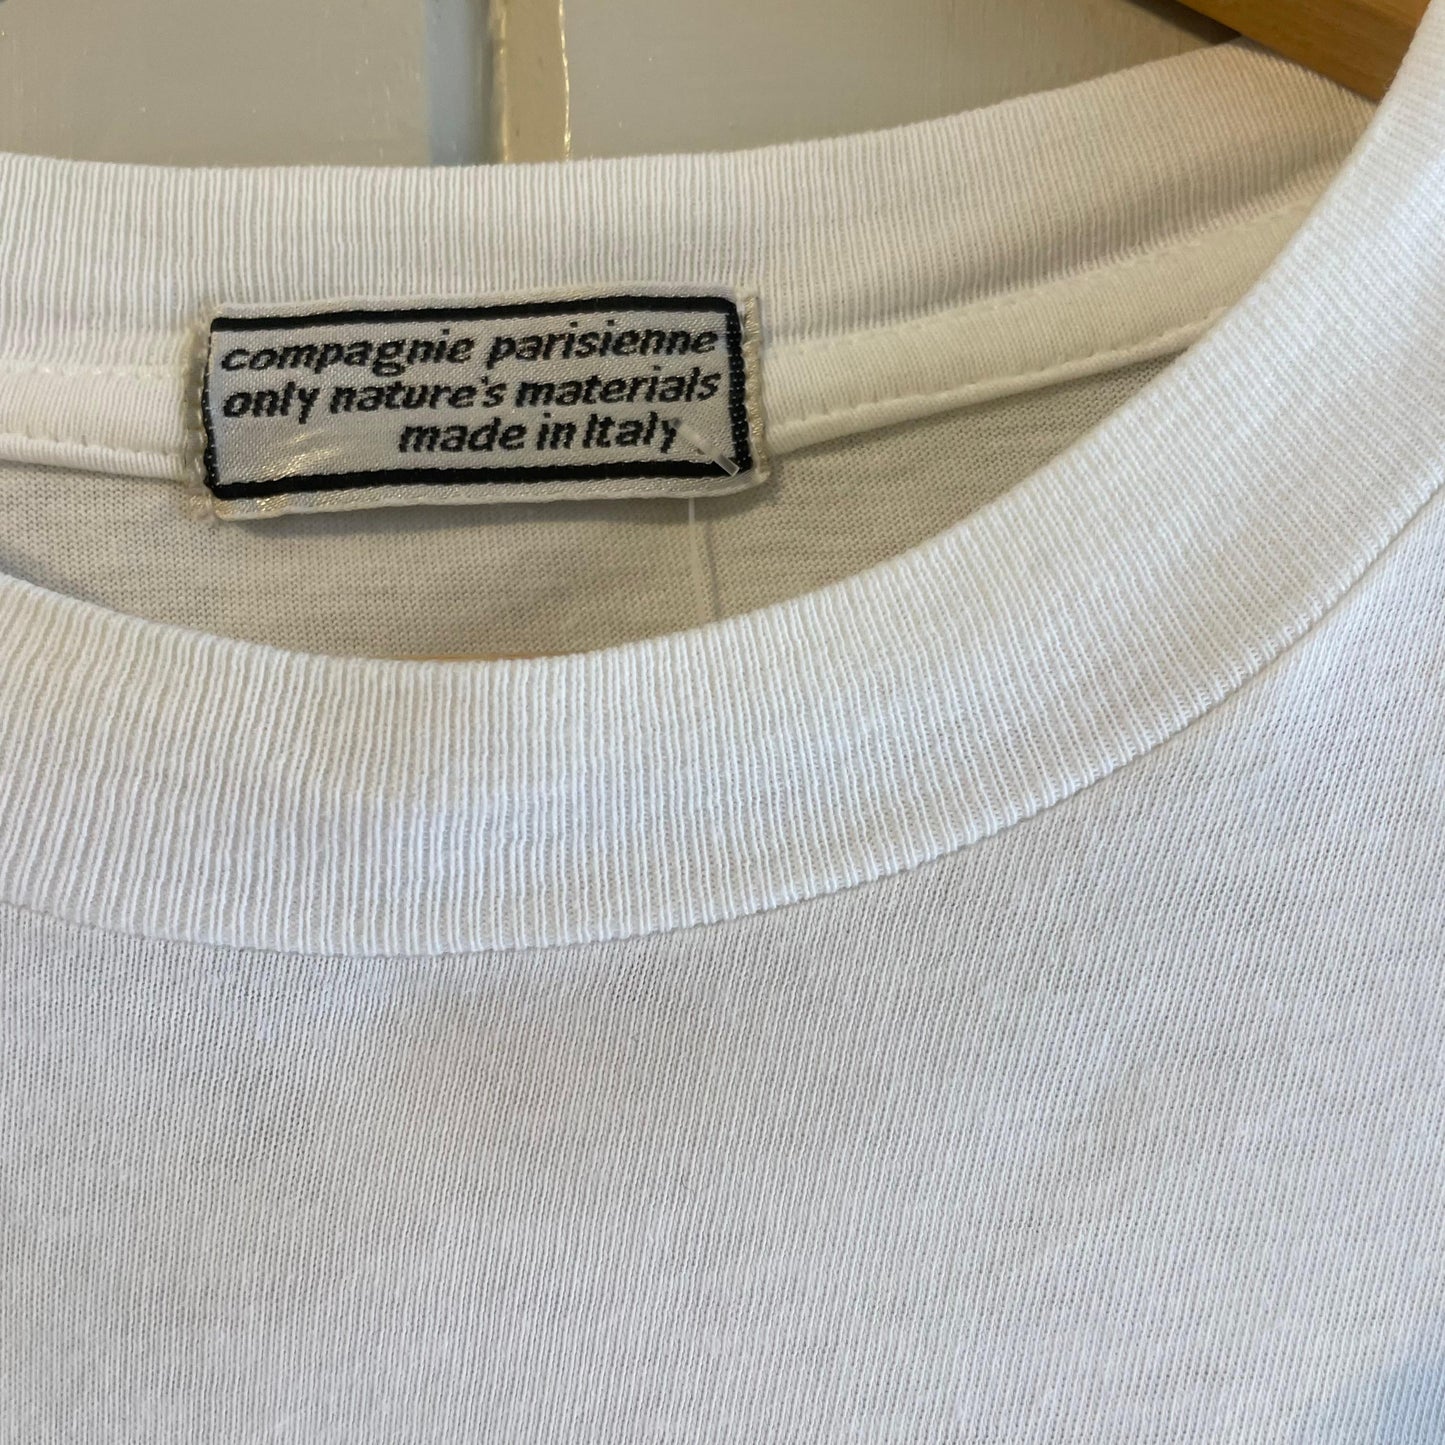 compagnie parisienne
only nature's materials
made in Italy